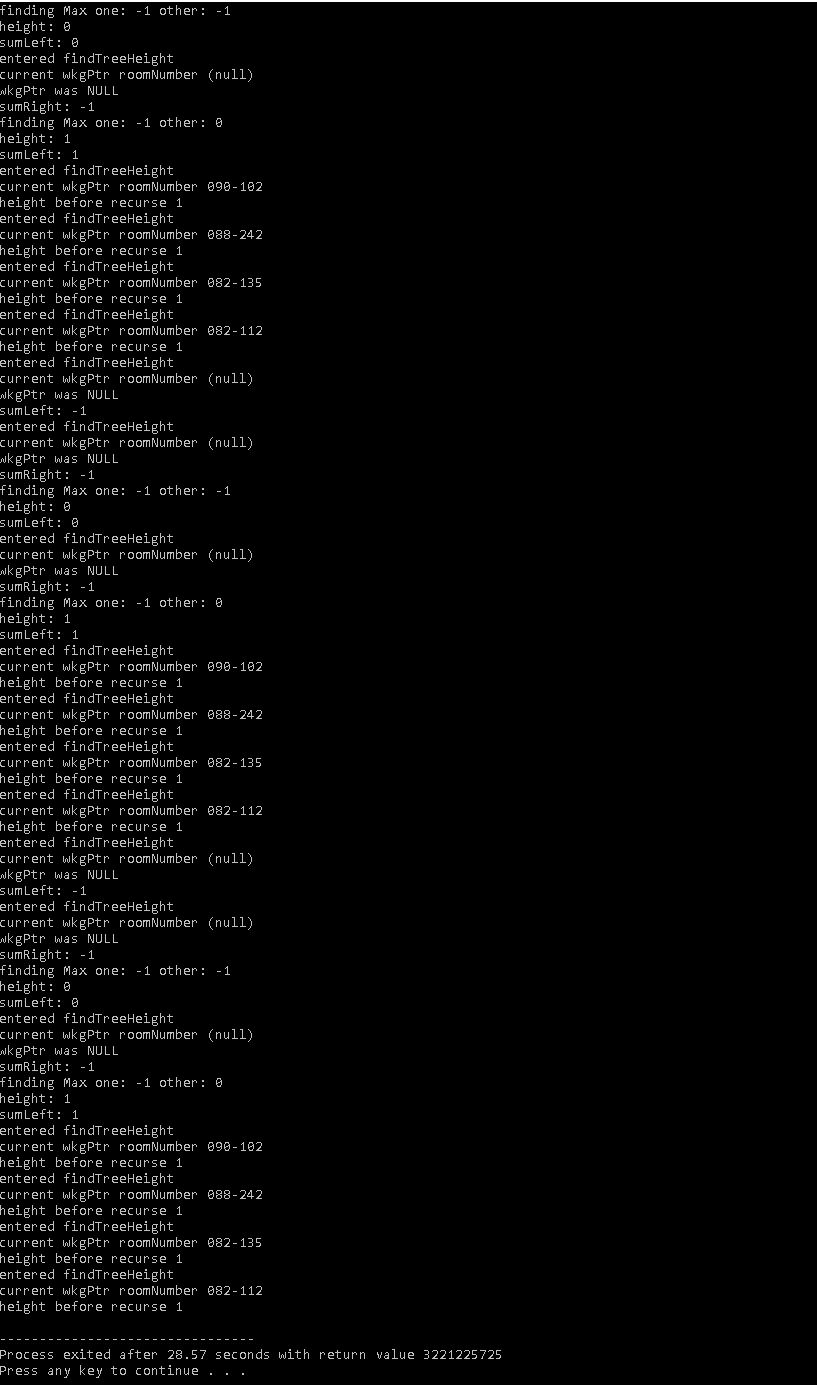 finding Max one: -1 other: -1
height: 0
sumLeft: 0
entered findTreeHeight
current wkgPtr roomNumber (null)
wkgPtr was NULL
sumRight: -1
finding Max one: -1 other: 0
height: 1
sumLeft: 1
entered findTreeHeight
current wkgPtr roomNumber 090-102
height before recurse 1
entered findTreeHeight
current wkgPtr roomNumber 088-242
height before recurse 1
entered findTreeHeight
current wkgPtr roomNumber 082-135
height before recurse 1
entered findTreeHeight
current wkgPtr roomNumber 082-112
height before recurse 1
entered findTreeHeight
current wkgPtr roomNumber (null)
wkgPtr was NULL
sumLeft: -1
entered findTreeHeight
current wkgPtr roomNumber (null)
wkgPtr was NULL
sumRight: -1
finding Max one: -1 other: -1
height: 0
sumLeft: 0
entered findTreeHeight
current wkgPtr roomNumber (null)
wkgPtr was NULL
sumRight: -1
finding Max one: -1 other: 0
height: 1
sumLeft: 1
entered findTreeHeight
current wkgPtr roomNumber 090-102
height before recurse 1
entered findTreeHeight
current wkgPtr roomNumber 088-242
height before recurse 1
entered findTreeHeight
current wkgPtr roomNumber 082-135
height before recurse 1
entered findTreeHeight
current wkgPtr roomNumber 082-112
height before recurse 1
entered findTreeHeight
current wkgPtr roomNumber (null)
wkgPtr was NULL
sumLeft: -1
entered findTreeHeight
current wkgPtr roomNumber (null)
wkgPtr was NULL
sumRight: -1
finding Max one: -1 other: -1
height: 0
sumLeft: 0
entered findTreeHeight
current wkgPtr roomNumber (null)
wkgPtr was NULL
sumRight: -1
finding Max one: -1 other: 0
height: 1
sumLeft: 1
entered findTreeHeight
current wkgPtr roomNumber 090-102
height before recurse 1
entered findTreeHeight
current wkgPtr roomNumber 088-242
height before recurse 1
entered findTreeHeight
current wkgPtr roomNumber 082-135
height before recurse 1
entered findTreeHeight
current wkgPtr roomNumber 082-112
height before recurse 1
--------------------------------
Process exited after 28.57 seconds with return value 3221225725
Press any key to continue . . .